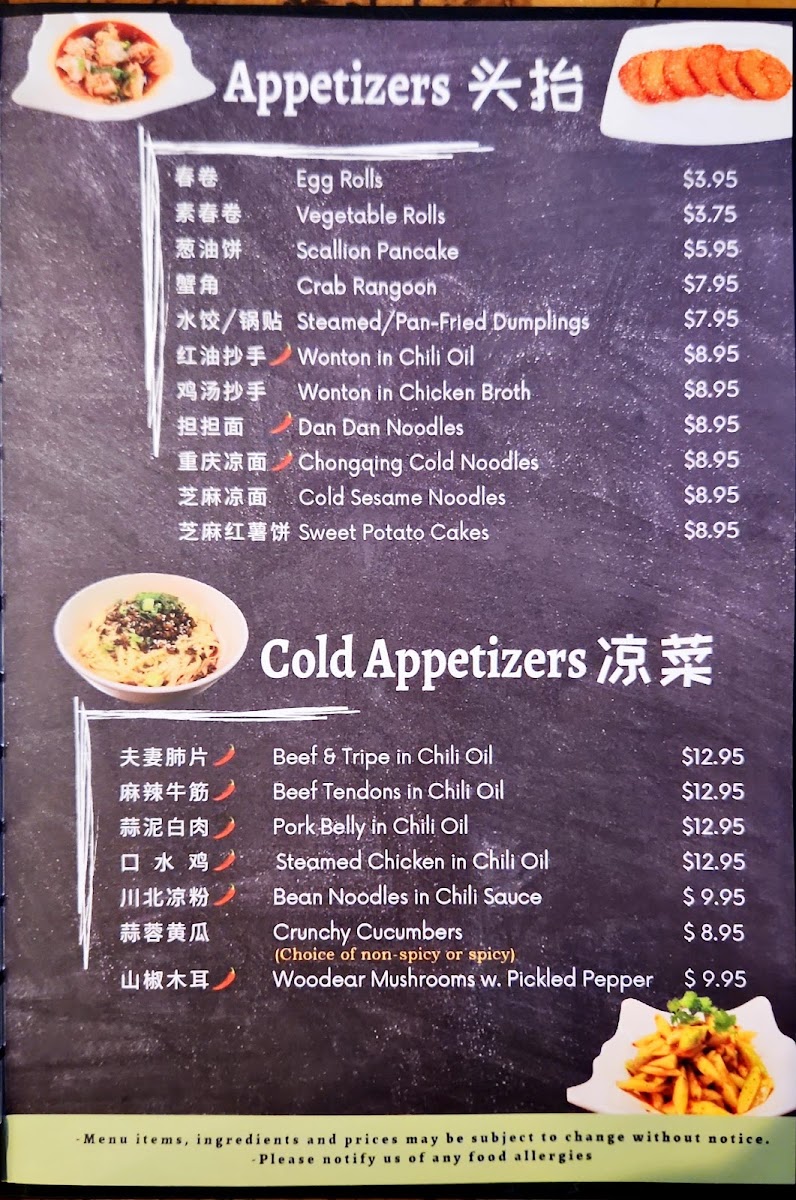 Appetizers 头抬
春卷 Egg Rolls $3.95
素春卷 Vegetable Rolls $3.75
葱油饼 Scallion Pancake $5.95
蟹角 Crab Rangoon $7.95
水饺/锅贴 Steamed/Pan-Fried Dumplings $7.95
红油抄手 Wonton in Chili Oil $8.95
鸡汤抄手 Wonton in Chicken Broth $8.95
担担面 Dan Dan Noodles $8.95
重庆凉面 Chongqing Cold Noodles $8.95
芝麻凉面 Cold Sesame Noodles $8.95
芝麻红薯饼 Sweet Potato Cakes $8.95
Cold Appetizers 凉菜
夫妻肺片 Beef & Tripe in Chili Oil $12.95
麻辣牛筋 Beef Tendons in Chili Oil $12.95
蒜泥白肉 Pork Belly in Chili Oil $12.95
口 水 鸡 Steamed Chicken in Chili Oil $12.95
川北凉粉 Bean Noodles in Chili Sauce $ 9.95
蒜蓉黄瓜 Crunchy Cucumbers $ 8.95
(Choice of non-spicy or spicy)
山椒木耳 Woodear Mushrooms w. Pickled Pepper $ 9.95
-Menu items, ingredients and prices may be subject to change without notice.
-Please notify us of any food allergies